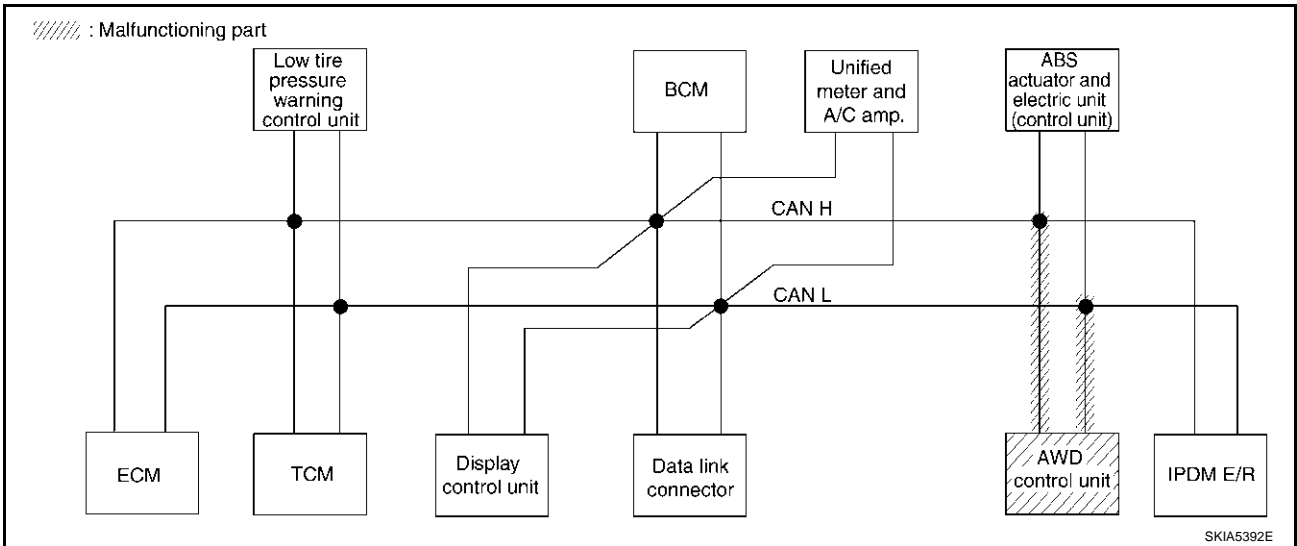 : Malfunctioning part
Low tire
pressure
warning
control unit
BCM
Unified
meter and
A/C amp.
ABS
actuator and
electric unit
(control unit)
CAN H
CAN L
ECM
TCM
Display
control unit
Data link
connector
AWD
control unit
IPDM E/R
SKIA5392E